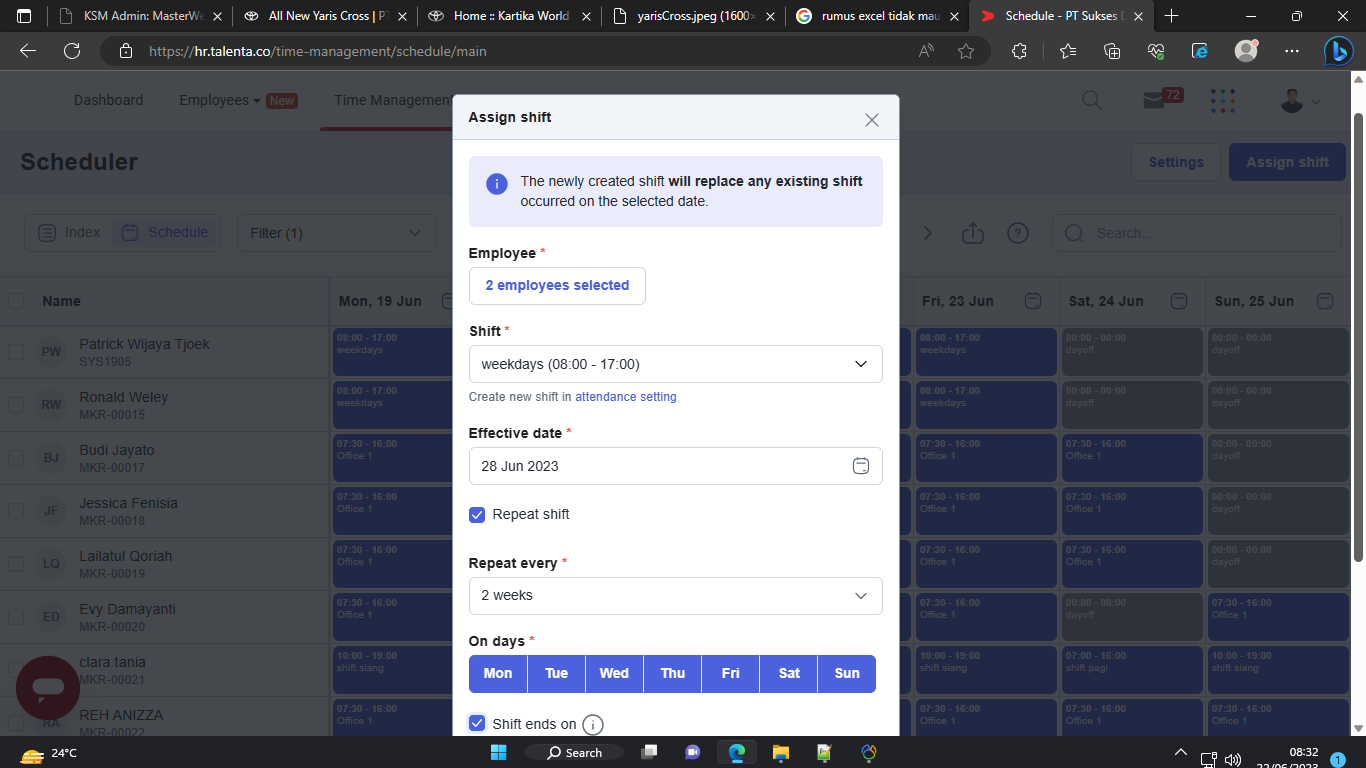 KSM Admin: MasterWe
All New Yaris Cross | PT
Home :: Kartika World
yarisCross.jpeg (1600×
rumus excel tidak mau
Schedule - PT Sukses D
https://hr.talenta.co/time-management/schedule/main
Dashboard
Employees
New
Time Management
72
Scheduler
Settings
Assign shift
Index
Schedule
Filter (1)
Search...
Name
Mon, 19 Jun
Fri, 23 Jun
Sat, 24 Jun
Sun, 25 Jun
PW
Patrick Wijaya Tjoek
SYS1905
08:00 - 17:00
weekdays
08:00 - 17:00
weekdays
00:00 - 00:00
dayoff
00:00 - 00:00
dayoff
RW
Ronald Weley
MKR-00015
08:00 - 17:00
weekdays
08:00 - 17:00
weekdays
00:00 - 00:00
dayoff
00:00 - 00:00
dayoff
BJ
Budi Jayato
MKR-00017
07:30 - 16:00
Office 1
07:30 - 16:00
Office 1
07:30 - 16:00
Office 1
00:00 - 00:00
dayoff
JF
Jessica Fenisia
MKR-00018
07:30 - 16:00
Office 1
07:30 - 16:00
Office 1
07:30 - 16:00
Office 1
00:00 - 00:00
dayoff
LQ
Lailatul Qoriah
MKR-00019
07:30 - 16:00
Office 1
07:30 - 16:00
Office 1
07:30 - 16:00
Office 1
00:00 - 00:00
dayoff
ED
Evy Damayanti
MKR-00020
07:30 - 16:00
Office 1
07:30 - 16:00
Office 1
00:00 - 00:00
dayoff
07:30 - 16:00
Office 1
clara tania
MKR-00021
10:00 - 19:00
shift siang
10:00 - 19:00
shift siang
07:00 - 16:00
shift pagi
10:00 - 19:00
shift siang
RA
REH ANIZZA
MKR-00022
07:30 - 16:00
Office 1
07:30 - 16:00
Office 1
07:30 - 16:00
Office 1
07:30 - 16:00
Office 1
Assign shift
The newly created shift will replace any existing shift
occurred on the selected date.
Employee *
2 employees selected
Shift *
weekdays (08:00 - 17:00)
Create new shift in attendance setting
Effective date *
28 Jun 2023
Repeat shift
Repeat every *
2 weeks
On days *
Mon Tue Wed Thu Fri Sat Sun
Shift ends on
24°C
Search
08:32
22/06/2023
1